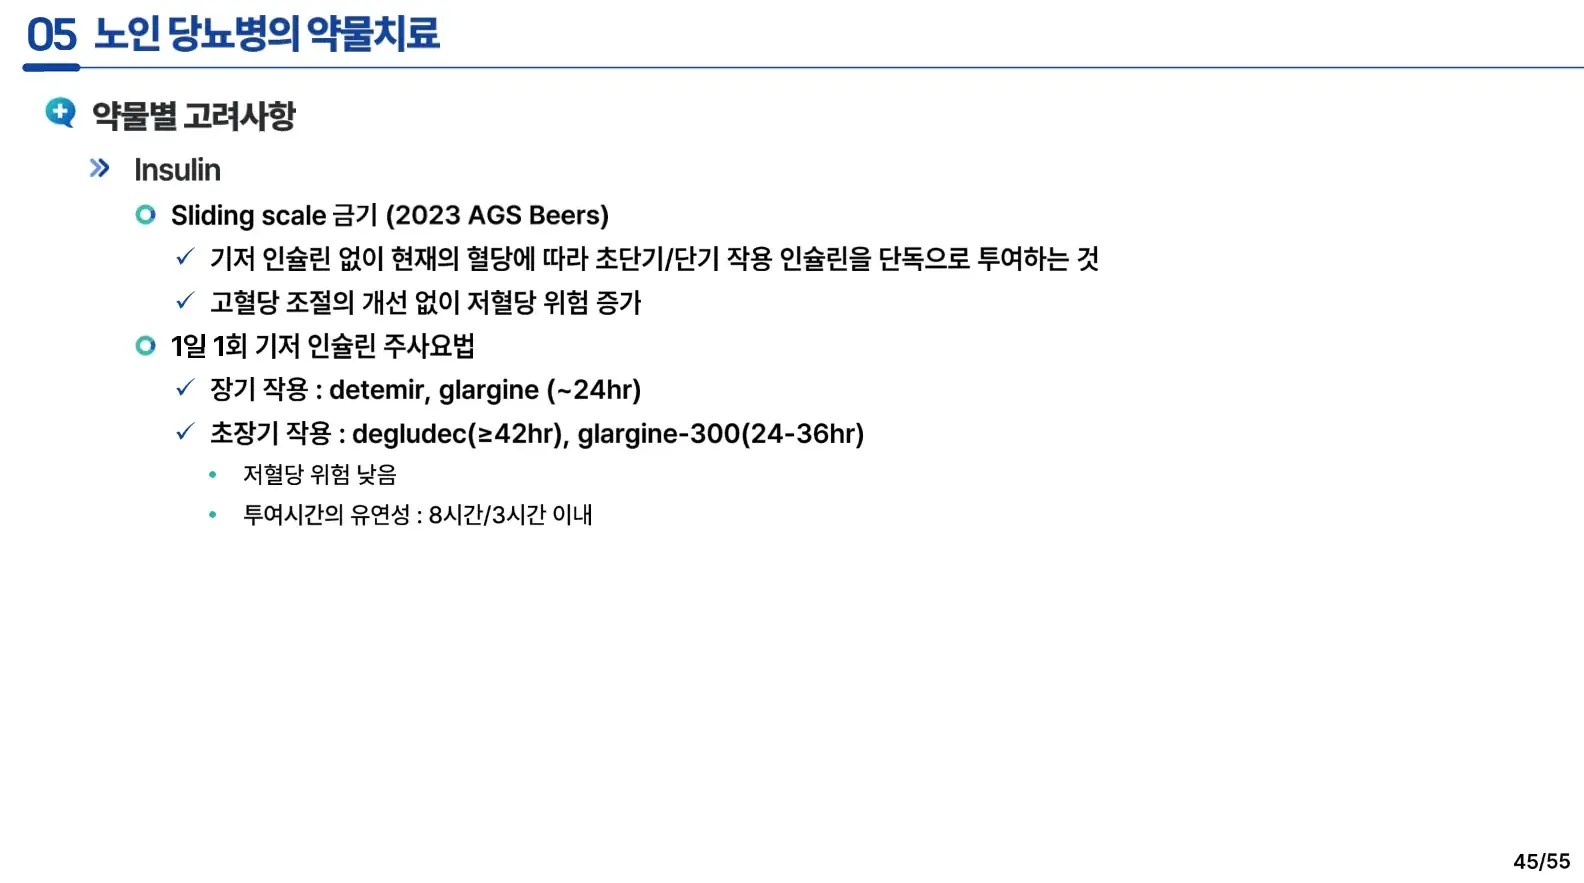 05 노인 당뇨병의 약물치료
약물별 고려사항
Insulin
Sliding scale 금기 (2023 AGS Beers)
기저 인슐린 없이 현재의 혈당에 따라 초단기/단기 작용 인슐린을 단독으로 투여하는 것
고혈당 조절의 개선 없이 저혈당 위험 증가
1일 1회 기저 인슐린 주사요법
장기 작용 : detemir, glargine (~24hr)
초장기 작용 : degludec(≥42hr), glargine-300(24-36hr)
저혈당 위험 낮음
투여시간의 유연성 : 8시간/3시간 이내
45/55